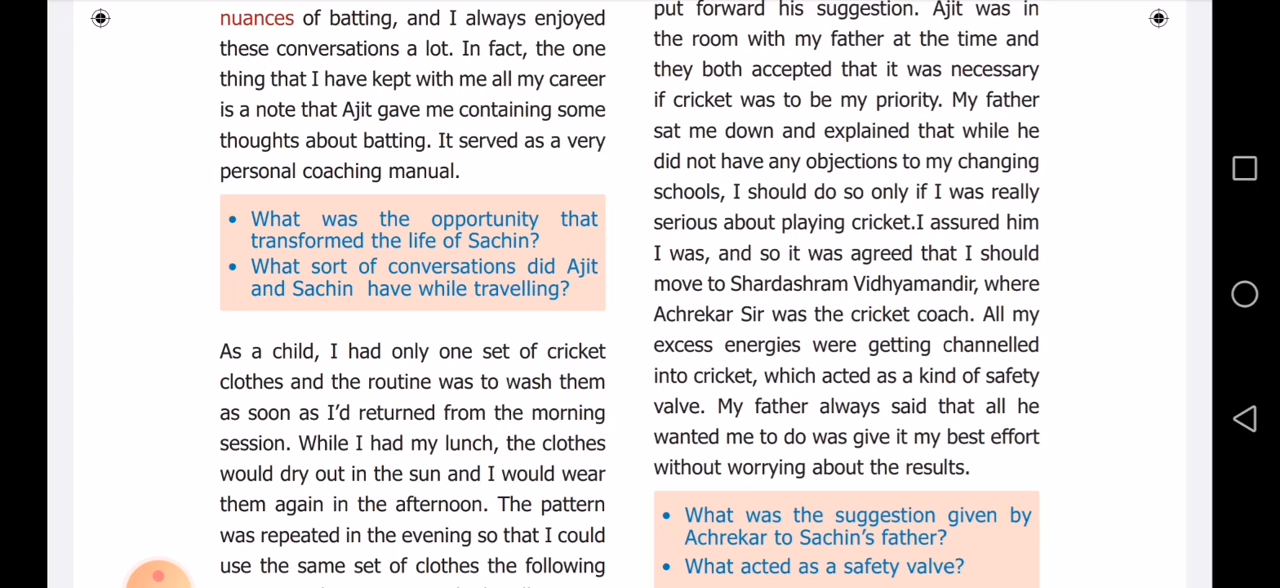 nuances of batting, and I always enjoyed
these conversations a lot. In fact, the one
thing that I have kept with me all my career
is a note that Ajit gave me containing some
thoughts about batting. It served as a very
personal coaching manual.
• What was the opportunity that
transformed the life of Sachin?
• What sort of conversations did Ajit
and Sachin have while travelling?
As a child, I had only one set of cricket
clothes and the routine was to wash them
as soon as I'd returned from the morning
session. While I had my lunch, the clothes
would dry out in the sun and I would wear
them again in the afternoon. The pattern
was repeated in the evening so that I could
use the same set of clothes the following
put forward his suggestion. Ajit was in
the room with my father at the time and
they both accepted that it was necessary
if cricket was to be my priority. My father
sat me down and explained that while he
did not have any objections to my changing
schools, I should do so only if I was really
serious about playing cricket.I assured him
I was, and so it was agreed that I should
move to Shardashram Vidhyamandir, where
Achrekar Sir was the cricket coach. All my
excess energies were getting channelled
into cricket, which acted as a kind of safety
valve. My father always said that all he
wanted me to do was give it my best effort
without worrying about the results.
• What was the suggestion given by
Achrekar to Sachin's father?
• What acted as a safety valve?